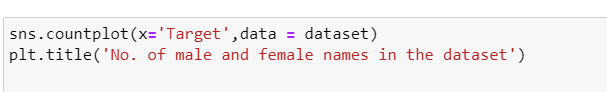 sns.countplot(x='Target',data = dataset)
plt.title('No. of male and female names in the dataset')